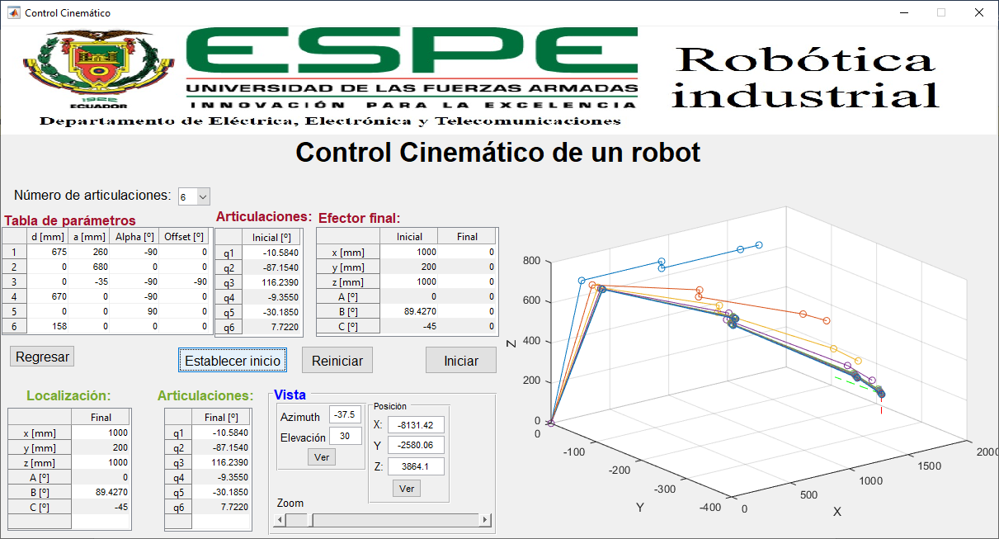 Control Cinemático
ESPE
UNIVERSIDAD DE LAS FUERZAS ARMADAS
INNOVACIÓN PARA LA EXCELENCIA
1922
ECUADOR
Departamento de Eléctrica, Electrónica y Telecomunicaciones
Robótica
industrial
Control Cinemático de un robot
Número de articulaciones: 6
Tabla de parámetros
d [mm] a [mm] Alpha [º] Offset [º]
1 675 260 -90 0
2 0 680 0 0
3 0 -35 -90 -90
4 670 0 -90 0
5 0 0 90 0
6 158 0 0 0
Articulaciones:
Inicial [º]
q1 -10.5840
q2 -87.1540
q3 116.2390
q4 -9.3550
q5 -30.1850
q6 7.7220
Efector final:
Inicial Final
x [mm] 1000 0
y [mm] 200 0
z [mm] 1000 0
A [º] 0 0
B [º] 89.4270 0
C [º] -45 0
Regresar
Establecer inicio
Reiniciar
Iniciar
Localización:
Final
x [mm] 1000
y [mm] 200
z [mm] 1000
A [º] 0
B [º] 89.4270
C [º] -45
Articulaciones:
Final [º]
q1 -10.5840
q2 -87.1540
q3 116.2390
q4 -9.3550
q5 -30.1850
q6 7.7220
Vista
Azimuth -37.5
Elevación 30
Ver
Posición
X: -8131.42
Y -2580.06
Z: 3864.1
Ver
Zoom
800
600
400
200
0
Z
0
-100
-200
-300
-400
Y
0
500
1000
1500
2000
X